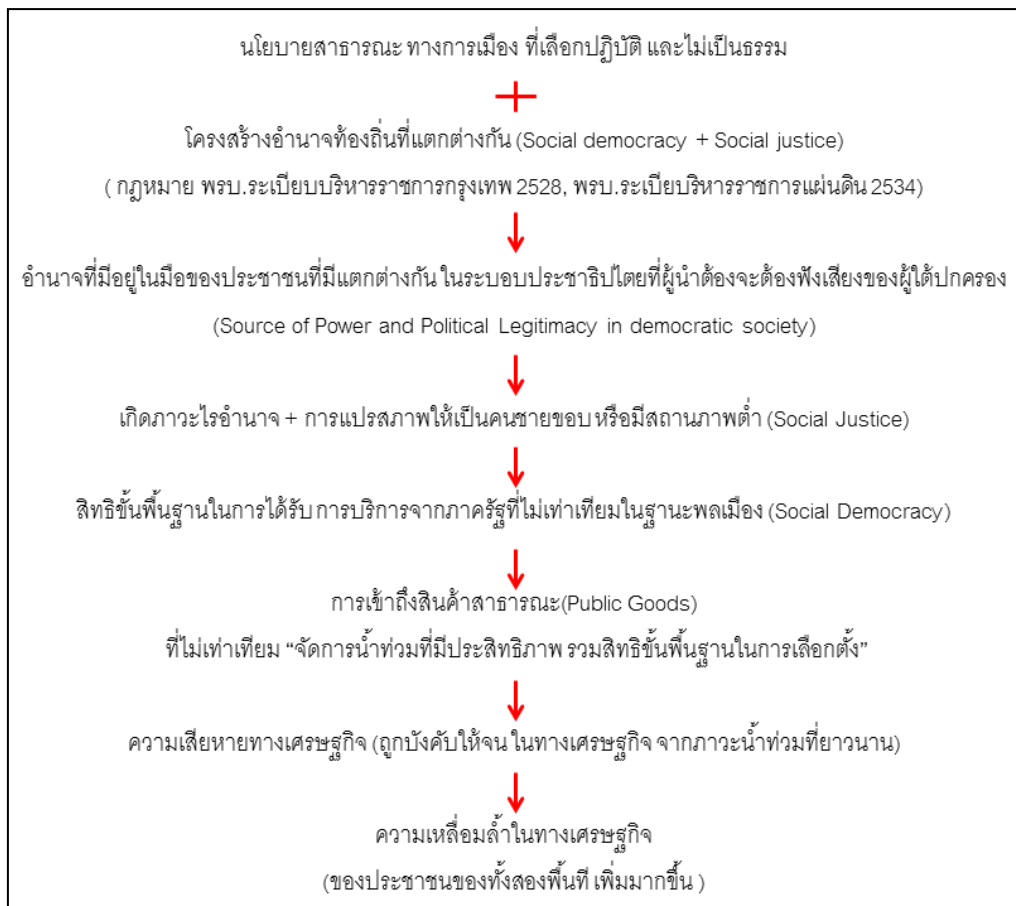 นโยบายสาธารณะ ทางการเมือง ที่เลือกปฏิบัติ และไม่เป็นธรรม
โครงสร้างอำนาจท้องถิ่นที่แตกต่างกัน (Social democracy + Social justice)
( กฎหมาย พรบ.ระเบียบบริหารราชการกรุงเทพ 2528, พรบ.ระเบียบริหารราชการแผ่นดิน 2534)
อำนาจที่มีอยู่ในมือของประชาชนที่มีแตกต่างกัน ในระบอบประชาธิปไตยที่ผู้นำต้องจะต้องฟังเสียงของผู้ใต้ปกครอง
(Source of Power and Political Legitimacy in democratic society)
เกิดภาวะไรอำนาจ + การแปรสภาพให้เป็นคนชายขอบ หรือมีสถานภาพต่ำ (Social Justice)
สิทธิขั้นพื้นฐานในการได้รับ การบริการจากภาครัฐที่ไม่เท่าเทียมในฐานะพลเมือง (Social Democracy)
การเข้าถึงสินค้าสาธารณะ(Public Goods)
ที่ไม่เท่าเทียม “จัดการน้ำท่วมที่มีประสิทธิภาพ รวมสิทธิขั้นพื้นฐานในการเลือกตั้ง”
ความเสียหายทางเศรษฐกิจ (ถูกบังคับให้จน ในทางเศรษฐกิจ จากภาวะน้ำท่วมที่ยาวนาน)
ความเหลื่อมล้ำในทางเศรษฐกิจ
(ของประชาชนของทั้งสองพื้นที่ เพิ่มมากขึ้น )